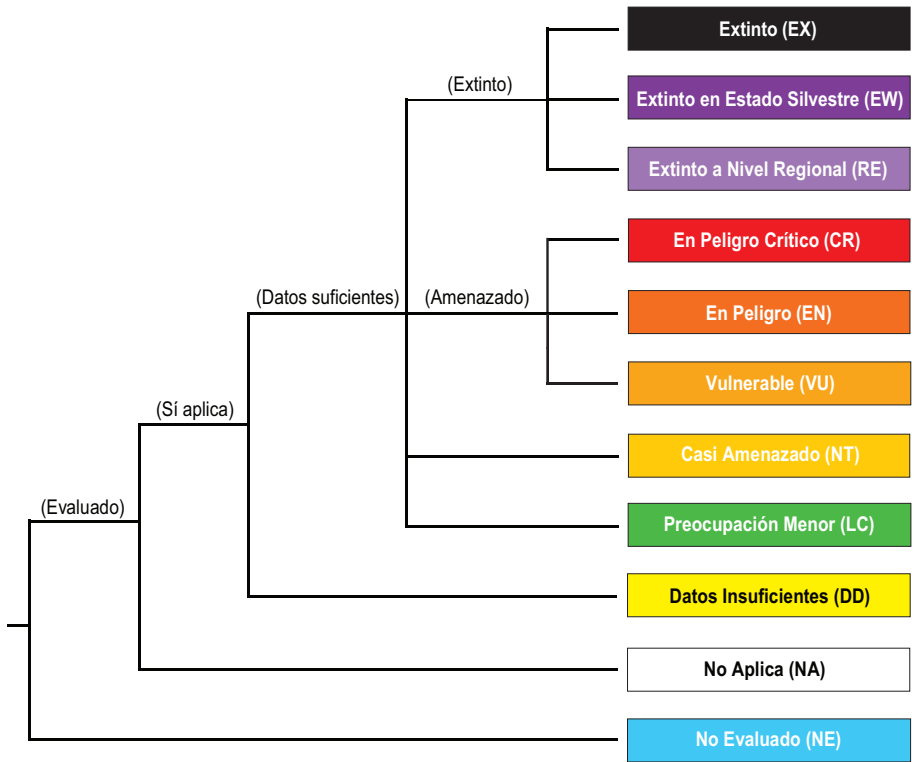 Extinto (EX)
(Extinto)
Extinto en Estado Silvestre (EW)
Extinto a Nivel Regional (RE)
En Peligro Crítico (CR)
(Datos suficientes)
(Amenazado)
En Peligro (EN)
Vulnerable (VU)
(Sí aplica)
Casi Amenazado (NT)
(Evaluado)
Preocupación Menor (LC)
Datos Insuficientes (DD)
No Aplica (NA)
No Evaluado (NE)